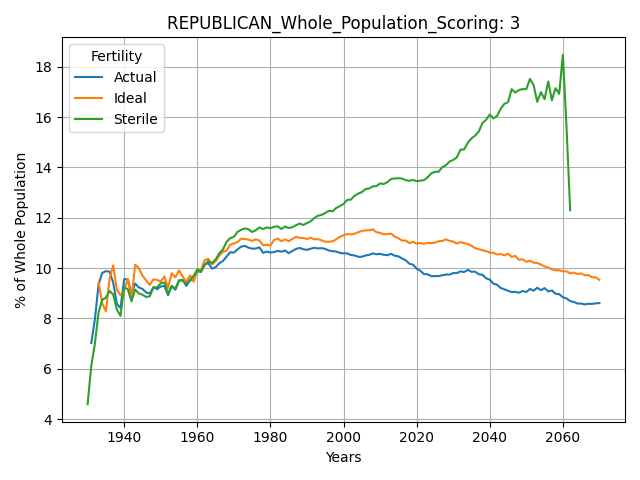 REPUBLICAN_Whole_Population_Scoring: 3
Fertility
Actual
Ideal
Sterile
% of Whole Population
18
16
14
12
10
8
6
4
1940
1960
1980
2000
2020
2040
2060
Years